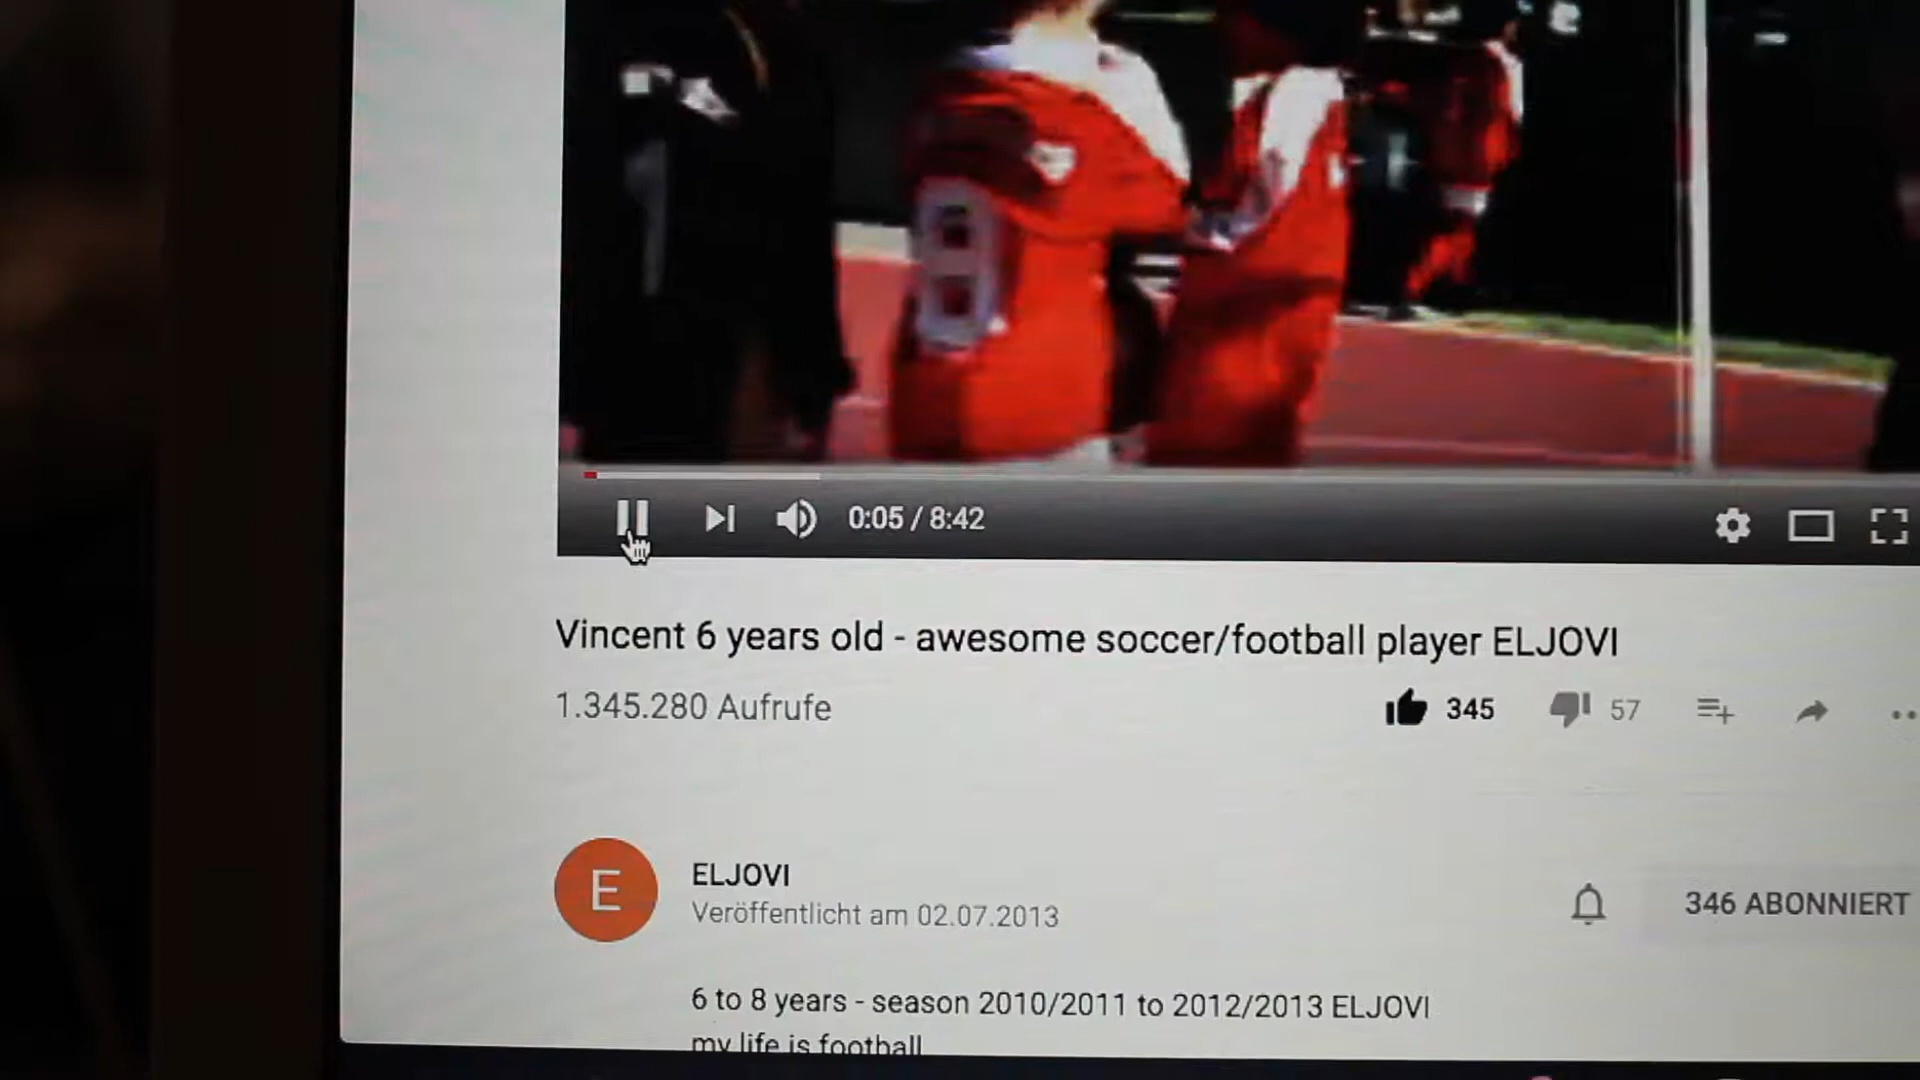 8
0:05 / 8:42
Vincent 6 years old - awesome soccer/football player ELJOVI
1.345.280 Aufrufe
345
57
E
ELJOVI
Veröffentlicht am 02.07.2013
346 ABONNIERT
6 to 8 years - season 2010/2011 to 2012/2013 ELJOVI
my life is football